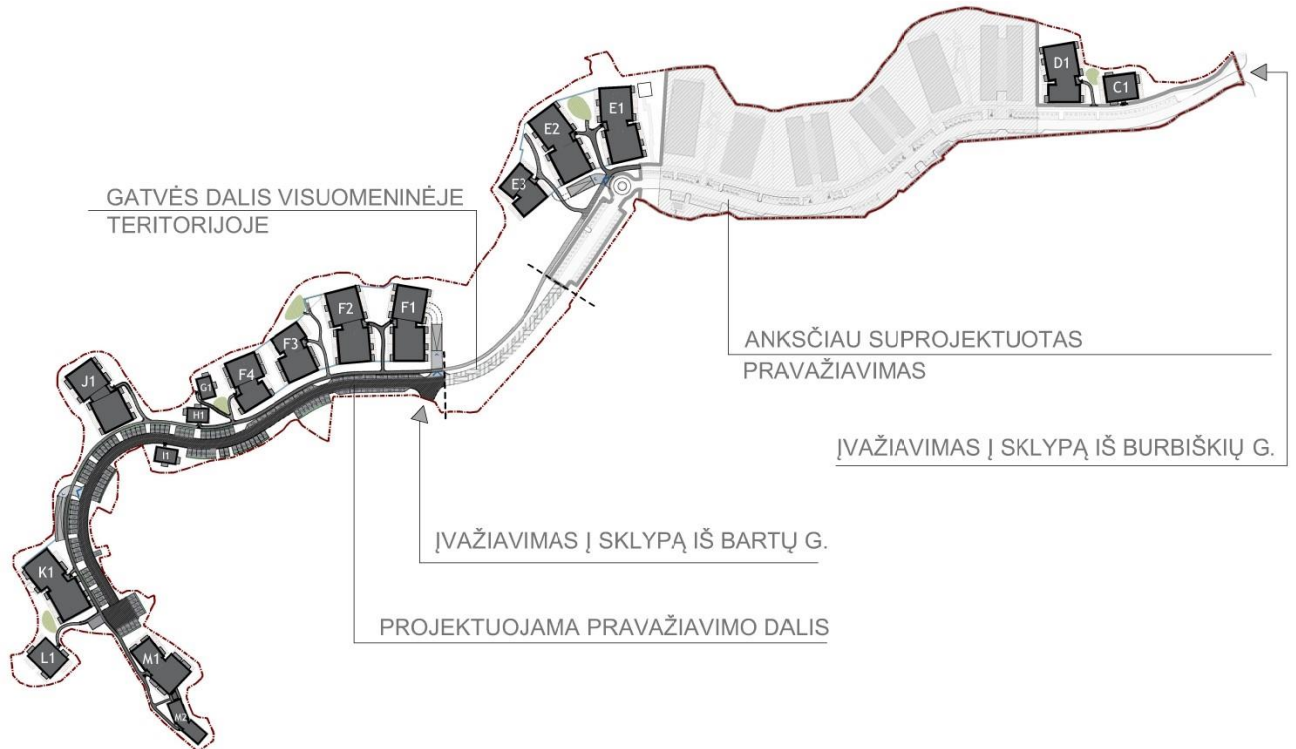 D1
C1
E1
E2
E3
GATVĖS DALIS VISUOMENINĖJE
TERITORIJOJE
F1
F2
F3
F4
G1
H1
I1
J1
ANKSČIAU SUPROJEKTUOTAS
PRAVAŽIAVIMAS
ĮVAŽIAVIMAS Į SKLYPĄ IŠ BURBIŠKIŲ G.
ĮVAŽIAVIMAS Į SKLYPĄ IŠ BARTŲ G.
K1
PROJEKTUOJAMA PRAVAŽIAVIMO DALIS
L1
M1
M2